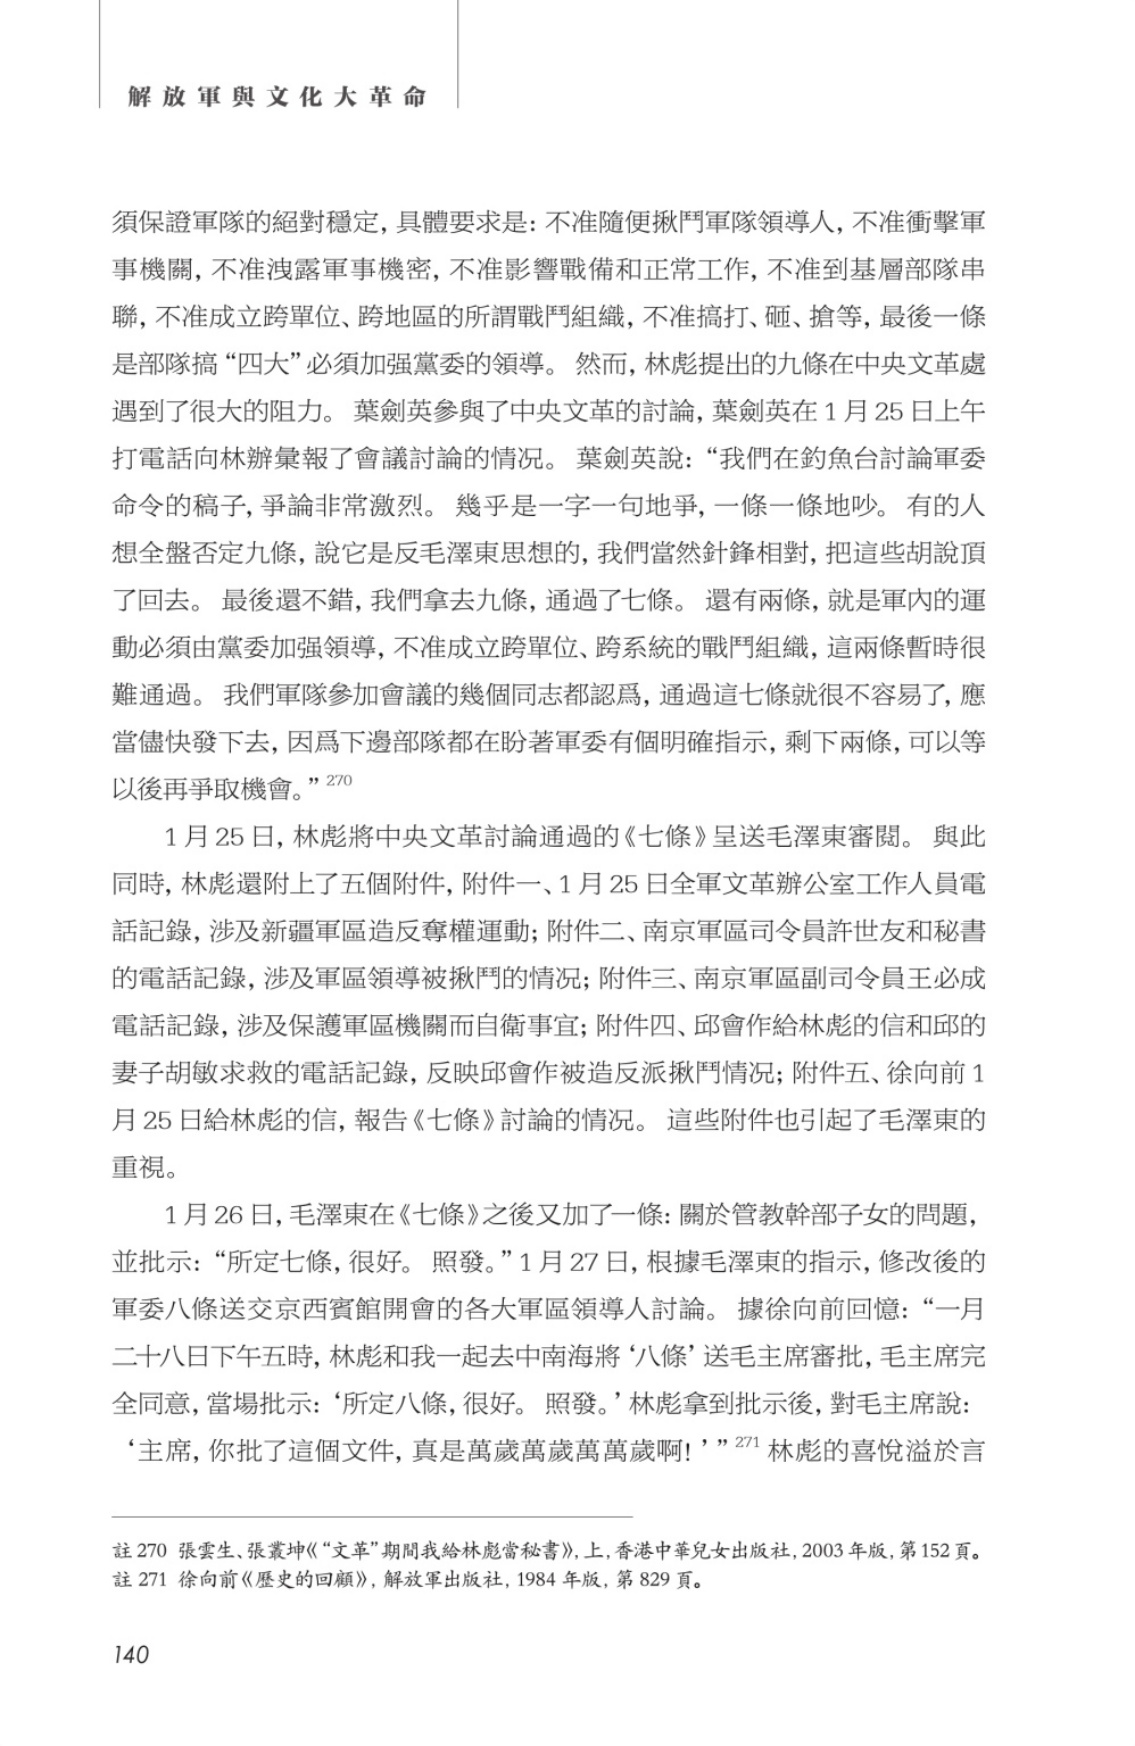 解放軍與文化大革命
須保證軍隊的絕對穩定, 具體要求是: 不准隨便揪鬥軍隊領導人, 不准衝擊軍
事機關, 不准洩露軍事機密, 不准影響戰備和正常工作, 不准到基層部隊串
聯, 不准成立跨單位、跨地區的所謂戰鬥組織, 不准搞打、砸、搶等, 最後一條
是部隊搞“四大”必須加强黨委的領導。 然而, 林彪提出的九條在中央文革處
遇到了很大的阻力。 葉劍英參與了中央文革的討論, 葉劍英在 1 月 25 日上午
打電話向林辦彙報了會議討論的情況。 葉劍英說: “我們在釣魚台討論軍委
命令的稿子, 爭論非常激烈。 幾乎是一字一句地爭, 一條一條地吵。 有的人
想全盤否定九條, 說它是反毛澤東思想的, 我們當然針鋒相對, 把這些胡說頂
了回去。 最後還不錯, 我們拿去九條, 通過了七條。 還有兩條, 就是軍內的運
動必須由黨委加强領導, 不准成立跨單位、跨系統的戰鬥組織, 這兩條暫時很
難通過。 我們軍隊參加會議的幾個同志都認爲, 通過這七條就很不容易了, 應
當儘快發下去, 因爲下邊部隊都在盼著軍委有個明確指示, 剩下兩條, 可以等
以後再爭取機會。” 270
1 月 25 日, 林彪將中央文革討論通過的《七條》呈送毛澤東審閱。 與此
同時, 林彪還附上了五個附件, 附件一、1 月 25 日全軍文革辦公室工作人員電
話記錄, 涉及新疆軍區造反奪權運動; 附件二、南京軍區司令員許世友和秘書
的電話記錄, 涉及軍區領導被揪鬥的情況; 附件三、南京軍區副司令員王必成
電話記錄, 涉及保護軍區機關而自衛事宜; 附件四、邱會作給林彪的信和邱的
妻子胡敏求救的電話記錄, 反映邱會作被造反派揪鬥情況; 附件五、徐向前 1
月 25 日給林彪的信, 報告《七條》討論的情況。 這些附件也引起了毛澤東的
重視。
1 月 26 日, 毛澤東在《七條》之後又加了一條: 關於管教幹部子女的問題,
並批示: “所定七條, 很好。 照發。” 1 月 27 日, 根據毛澤東的指示, 修改後的
軍委八條送交京西賓館開會的各大軍區領導人討論。 據徐向前回憶: “一月
二十八日下午五時, 林彪和我一起去中南海將‘八條’送毛主席審批, 毛主席完
全同意, 當場批示: ‘所定八條, 很好。 照發。’ 林彪拿到批示後, 對毛主席說:
‘主席, 你批了這個文件, 真是萬歲萬歲萬萬歲啊! ’ ” 271 林彪的喜悅溢於言
註 270 張雲生、張叢坤《“文革”期間我給林彪當秘書》, 上, 香港中華兒女出版社, 2003 年版, 第 152 頁。
註 271 徐向前《歷史的回顧》, 解放軍出版社, 1984 年版, 第 829 頁。
140